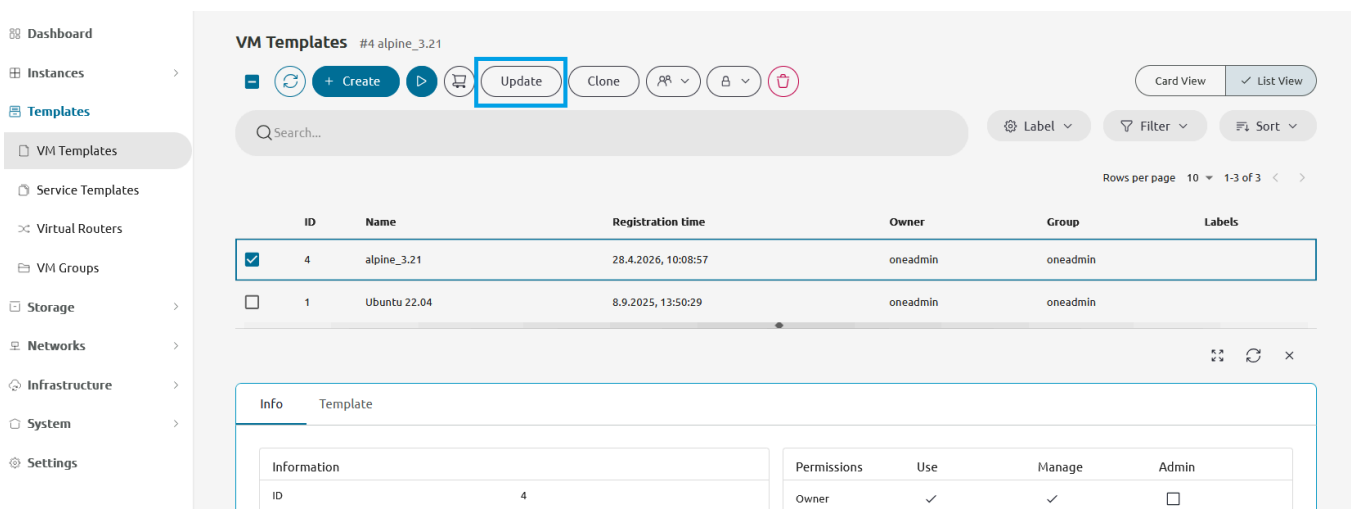 Dashboard
Instances
Templates
VM Templates
Service Templates
Virtual Routers
VM Groups
Storage
Networks
Infrastructure
System
Settings
VM Templates #4 alpine_3.21
+ Create Update Clone Card View List View
Search... Label Filter Sort
Rows per page 10 1-3 of 3
ID Name Registration time Owner Group Labels
4 alpine_3.21 28.4.2026, 10:08:57 oneadmin oneadmin
1 Ubuntu 22.04 8.9.2025, 13:50:29 oneadmin oneadmin
Info Template
Information
ID 4
Permissions Use Manage Admin
Owner